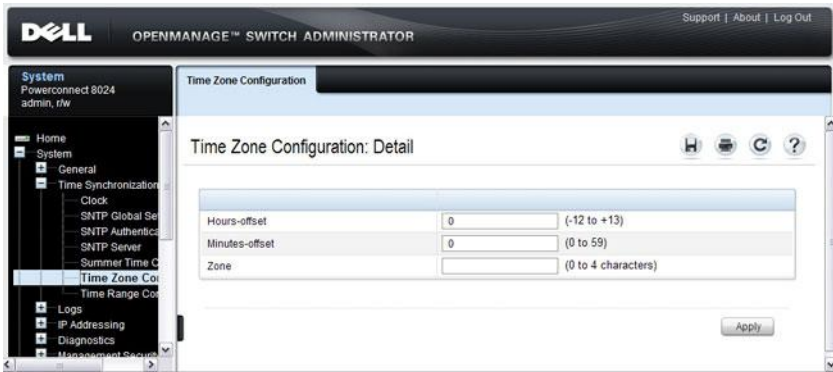 Support | About | Log Out
DELL
OPENMANAGE™ SWITCH ADMINISTRATOR
System
Powerconnect 8024
admin, r/w
Time Zone Configuration
Home
System
General
Time Synchronization
Clock
SNTP Global Se
SNTP Authentica
SNTP Server
Summer Time C
Time Zone Co
Time Range Con
Logs
IP Addressing
Diagnostics
Management Securit
Time Zone Configuration: Detail
Hours-offset 0 (-12 to +13)
Minutes-offset 0 (0 to 59)
Zone (0 to 4 characters)
Apply